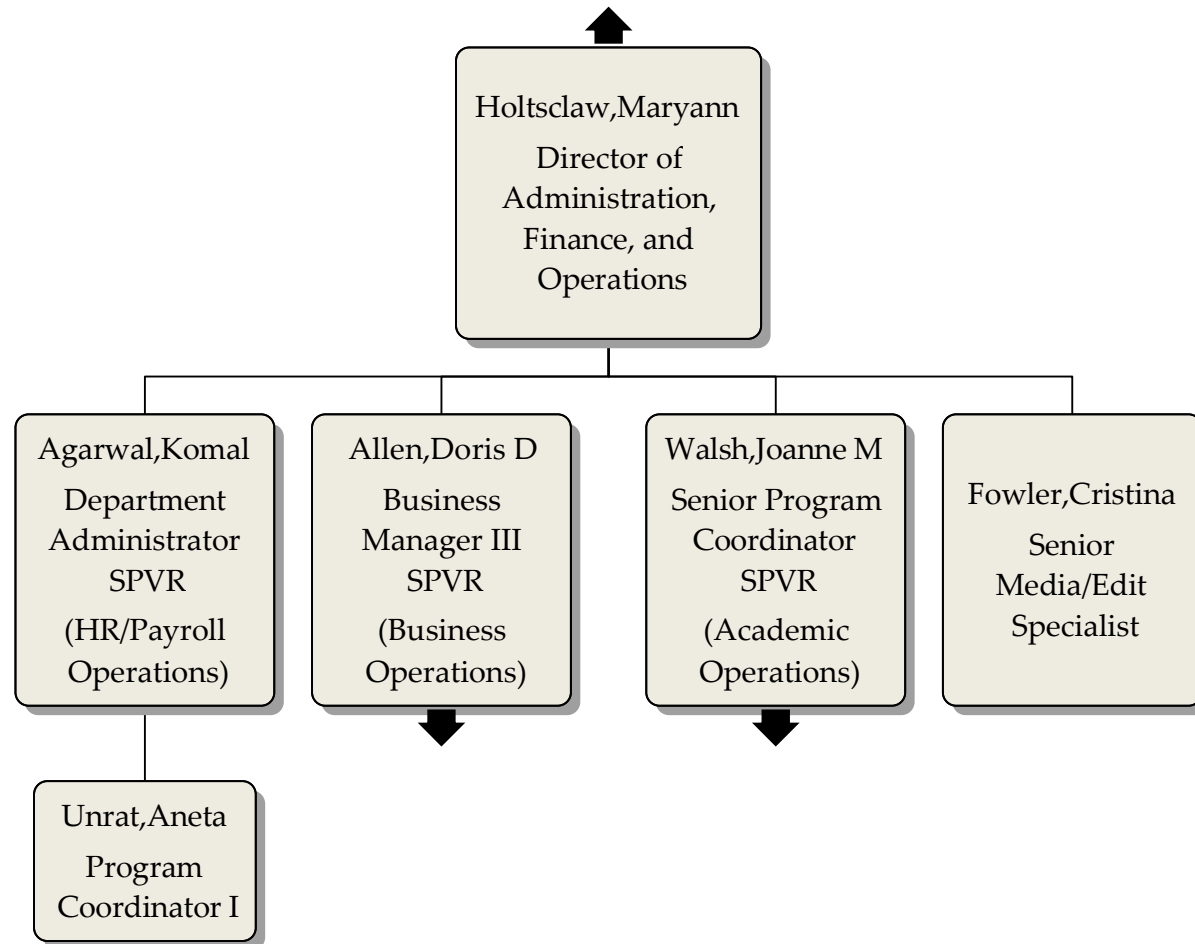 Holtsclaw,Maryann
Director of
Administration,
Finance, and
Operations
Agarwal,Komal
Department
Administrator
SPVR
(HR/Payroll
Operations)
Allen,Doris D
Business
Manager III
SPVR
(Business
Operations)
Walsh,Joanne M
Senior Program
Coordinator
SPVR
(Academic
Operations)
Fowler,Cristina
Senior
Media/Edit
Specialist
Unrat,Aneta
Program
Coordinator I